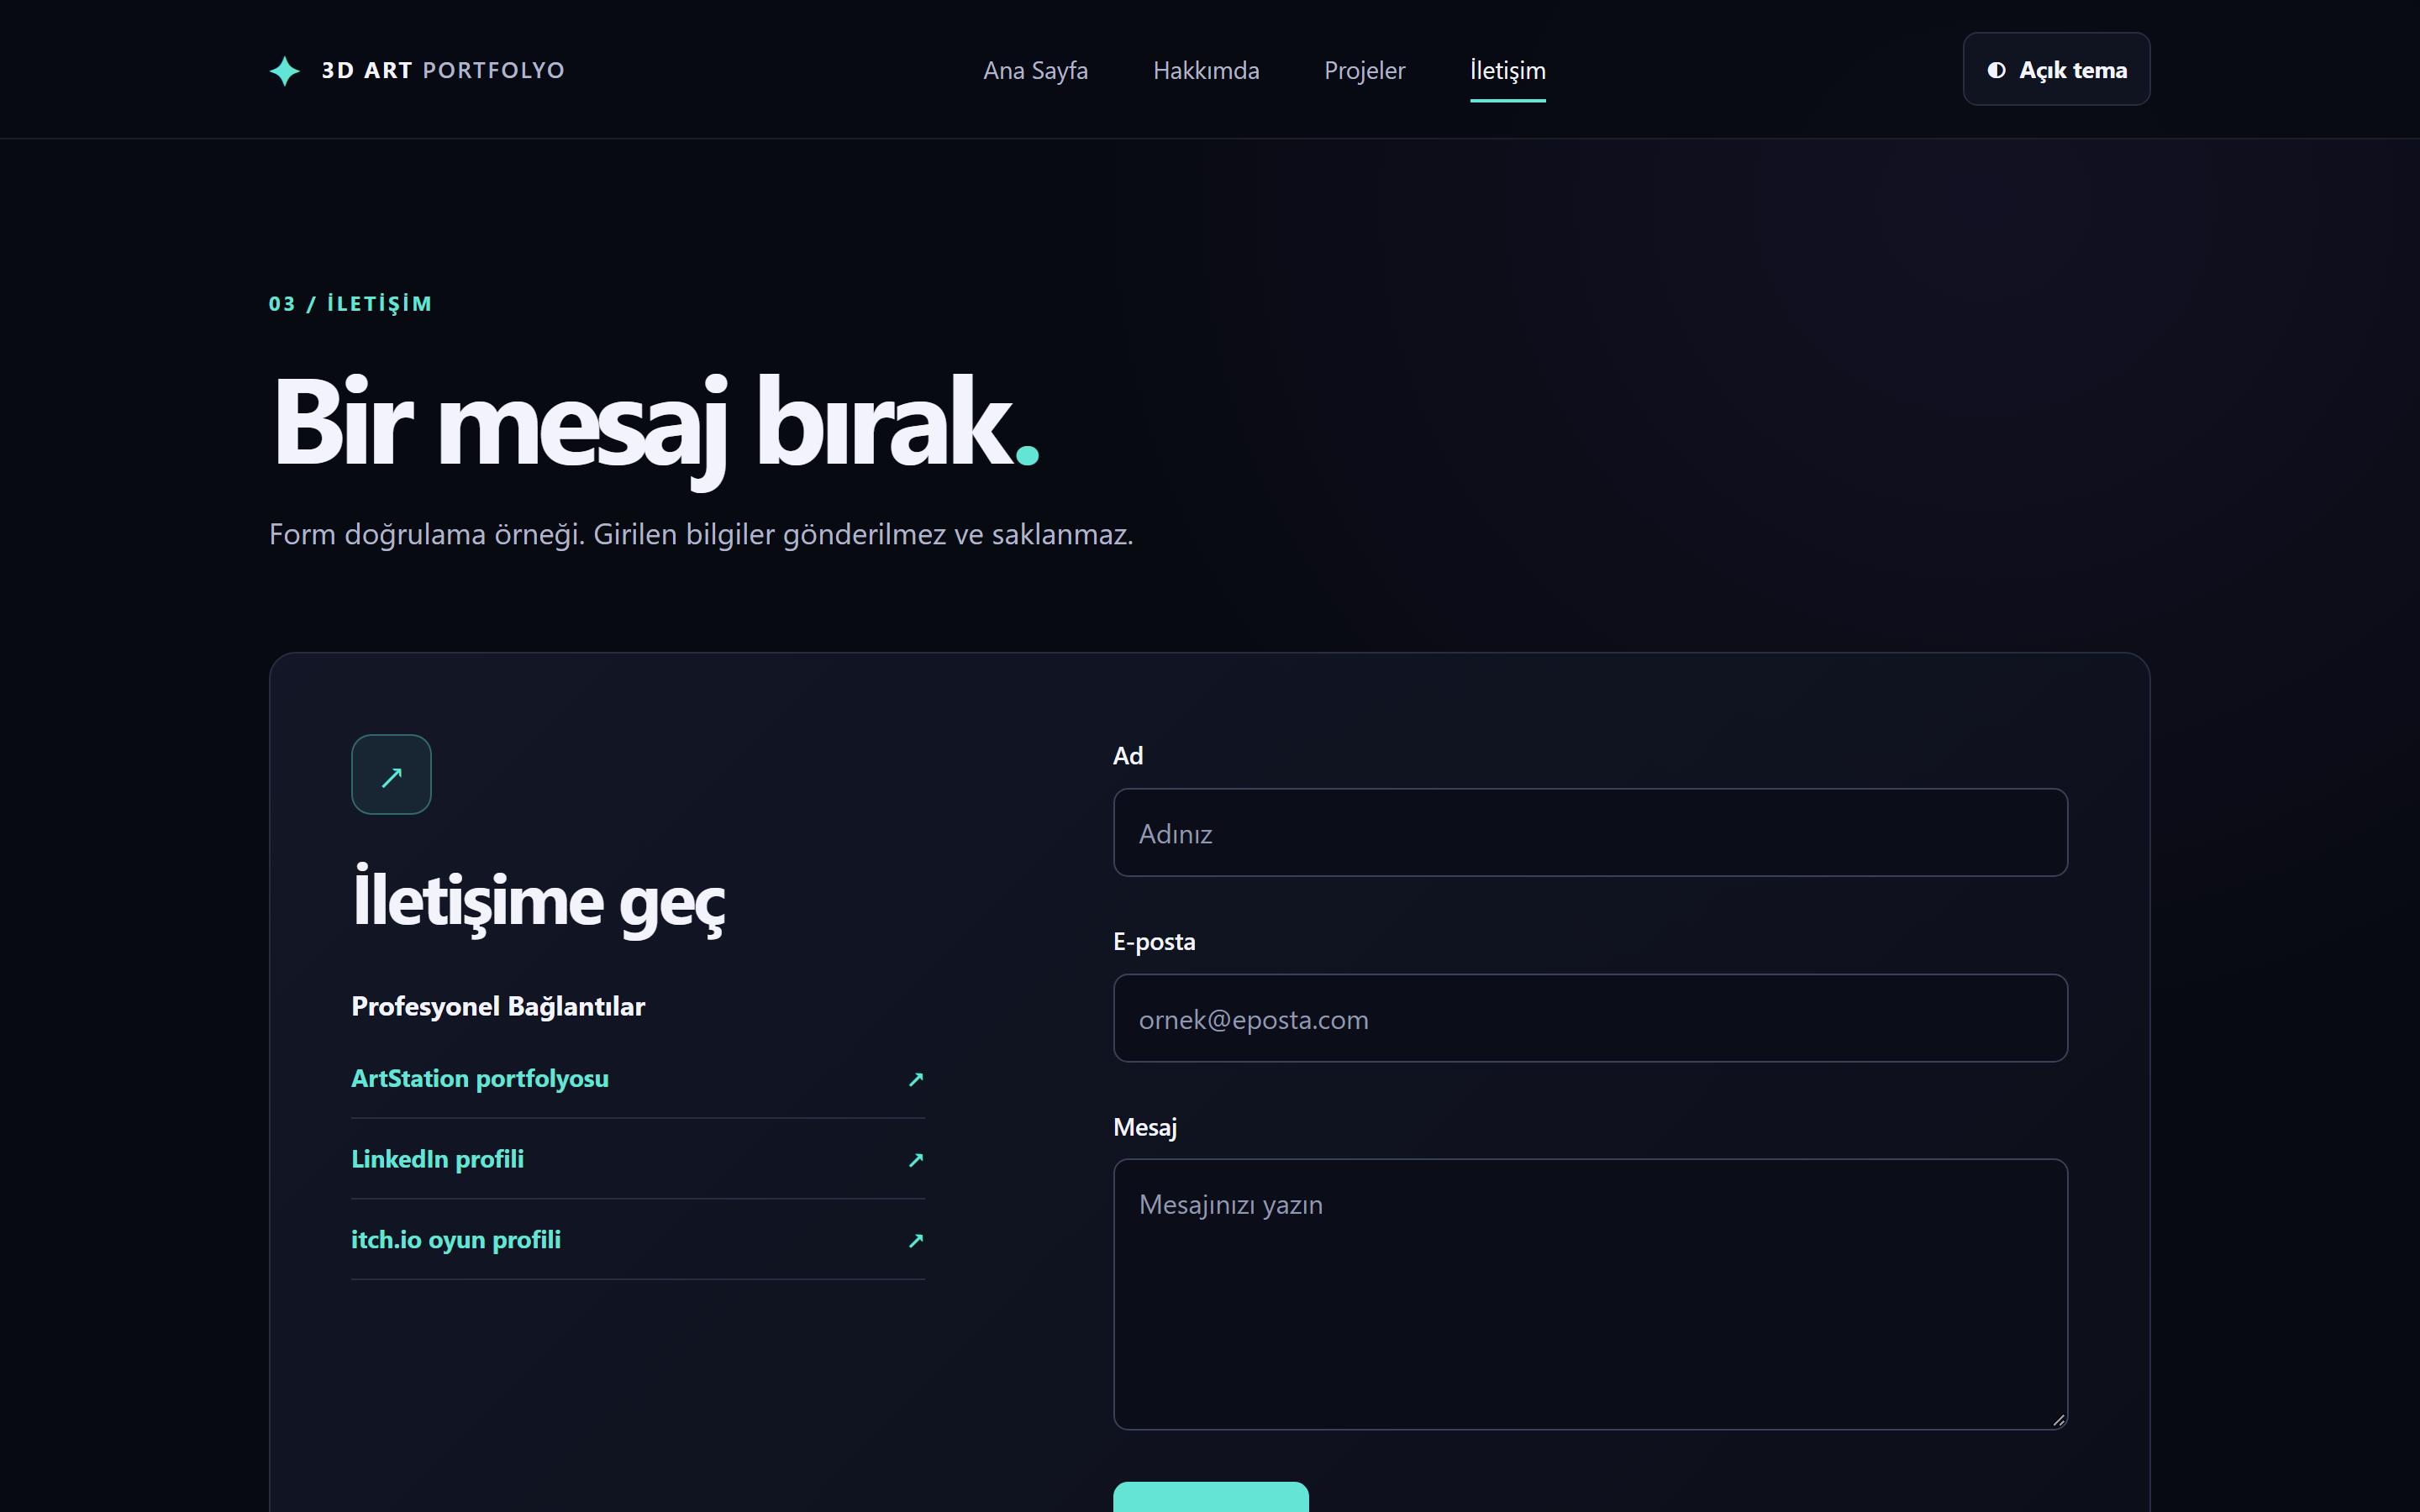 3D ART PORTFOLYO
Ana Sayfa
Hakkımda
Projeler
İletişim
Açık tema
03 / İLETİŞİM
Bir mesaj bırak.
Form doğrulama örneği. Girilen bilgiler gönderilmez ve saklanmaz.
İletişime geç
Profesyonel Bağlantılar
ArtStation portfolyosu ↗
LinkedIn profili ↗
itch.io oyun profili ↗
Ad
Adınız
E-posta
ornek@eposta.com
Mesaj
Mesajınızı yazın